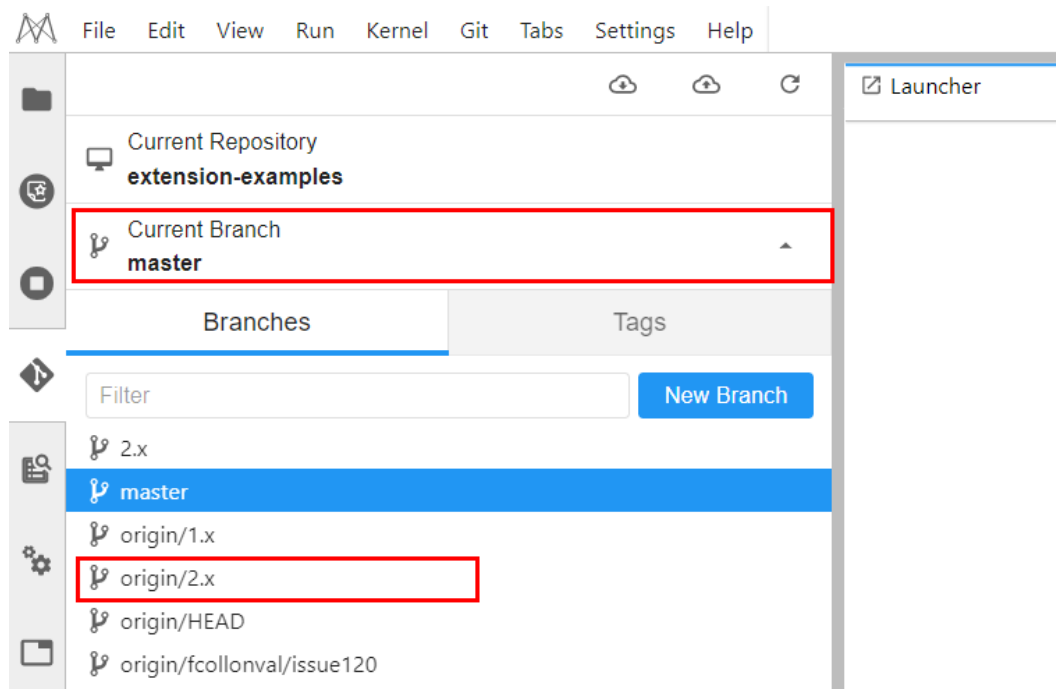 File Edit View Run Kernel Git Tabs Settings Help
Launcher
Current Repository
extension-examples
Current Branch
master
Branches Tags
Filter New Branch
2.x
master
origin/1.x
origin/2.x
origin/HEAD
origin/fcollonval/issue120